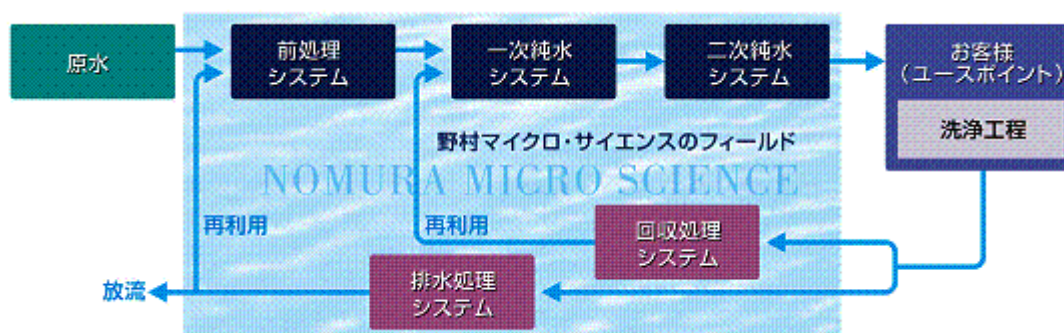 原水
前処理
システム
一次純水
システム
二次純水
システム
お客様
(ユースポイント)
洗浄工程
野村マイクロ・サイエンスのフィールド
NOMURA MICRO SCIENCE
再利用
再利用
回収処理
システム
排水処理
システム
放流